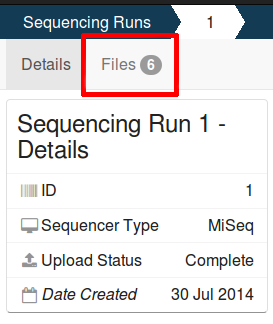 Sequencing Runs 1
Details Files 6
Sequencing Run 1 -
Details
ID 1
Sequencer Type MiSeq
Upload Status Complete
Date Created 30 Jul 2014